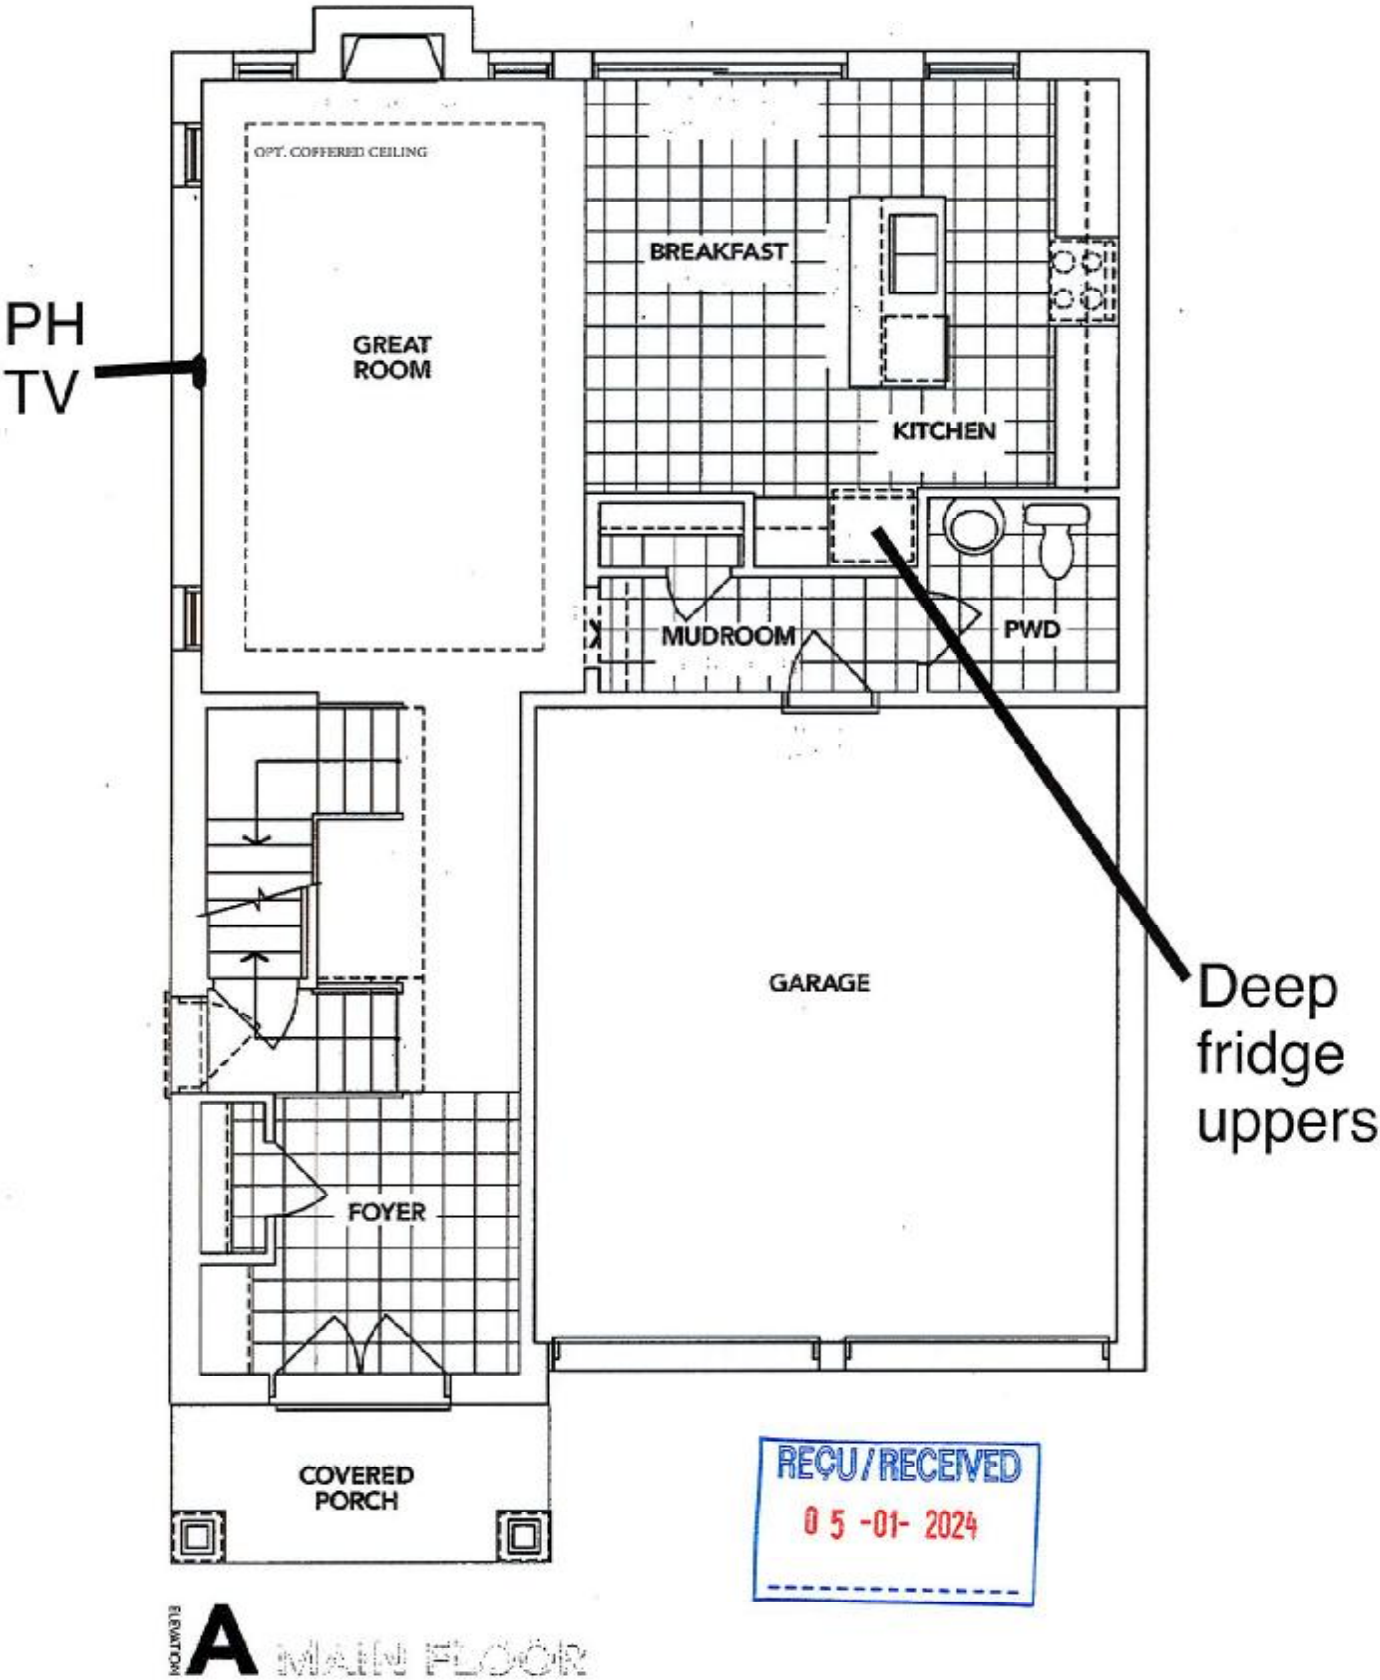 OPT. COFFERED CEILING
BREAKFAST
PH
TV
GREAT
ROOM
KITCHEN
MUDROOM
PWD
GARAGE
Deep
fridge
uppers
FOYER
COVERED
PORCH
REÇU/RECEIVED
05 -01- 2024
ELEVATION
A MAIN FLOOR